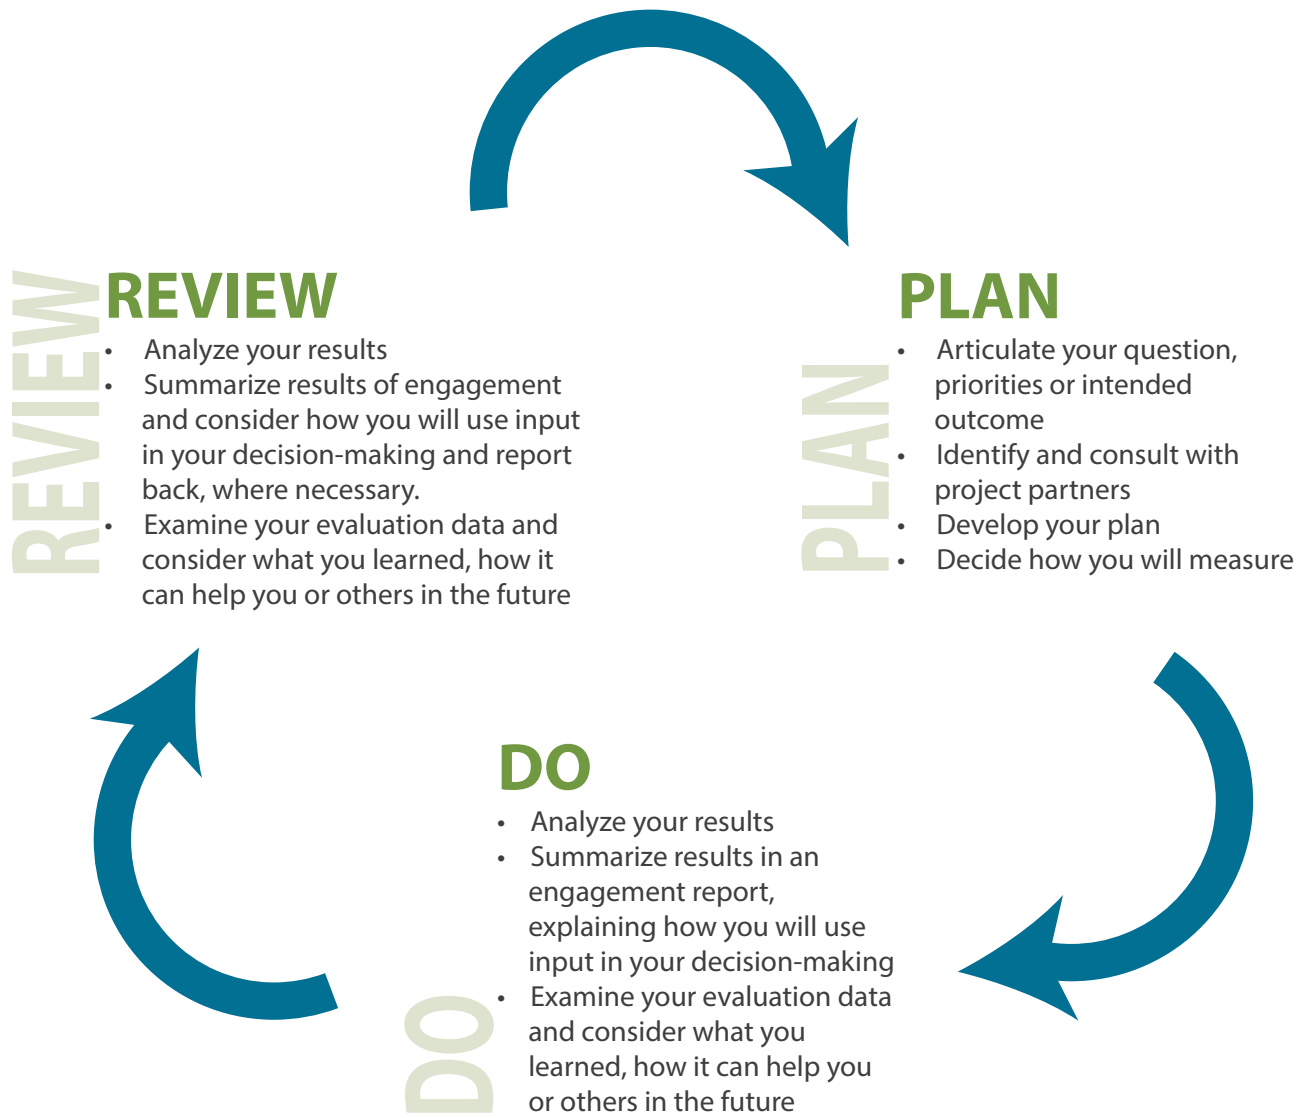 REVIEW
REVIEW
• Analyze your results
• Summarize results of engagement
and consider how you will use input
in your decision-making and report
back, where necessary.
• Examine your evaluation data and
consider what you learned, how it
can help you or others in the future
PLAN
PLAN
• Articulate your question,
priorities or intended
outcome
• Identify and consult with
project partners
• Develop your plan
• Decide how you will measure
DO
DO
• Analyze your results
• Summarize results in an
engagement report,
explaining how you will use
input in your decision-making
• Examine your evaluation data
and consider what you
learned, how it can help you
or others in the future